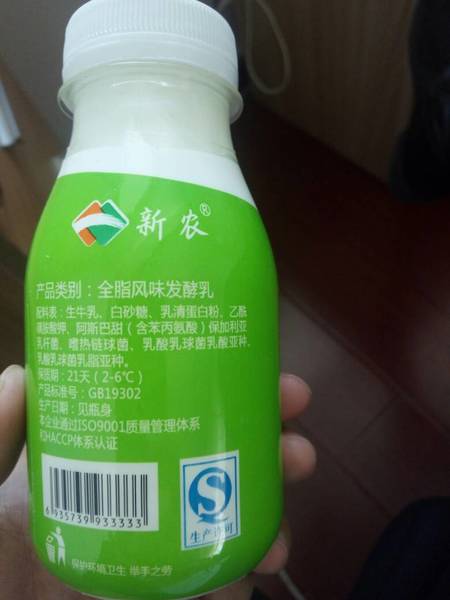 新农®
产品类别：全脂风味发酵乳
配料表：生牛乳、白砂糖、乳清蛋白粉、乙酰
磺胺酸钾、阿斯巴甜（含苯丙氨酸）保加利亚
乳杆菌、嗜热链球菌、乳酸乳球菌乳酸亚种、
乳酸乳球菌乳脂亚种。
保质期：21天（2-6℃）
产品标准号：GB19302
生产日期：见瓶身
本企业通过ISO9001质量管理体系
和HACCP体系认证
6935739933333
生产许可
保护环境卫生 举手之劳